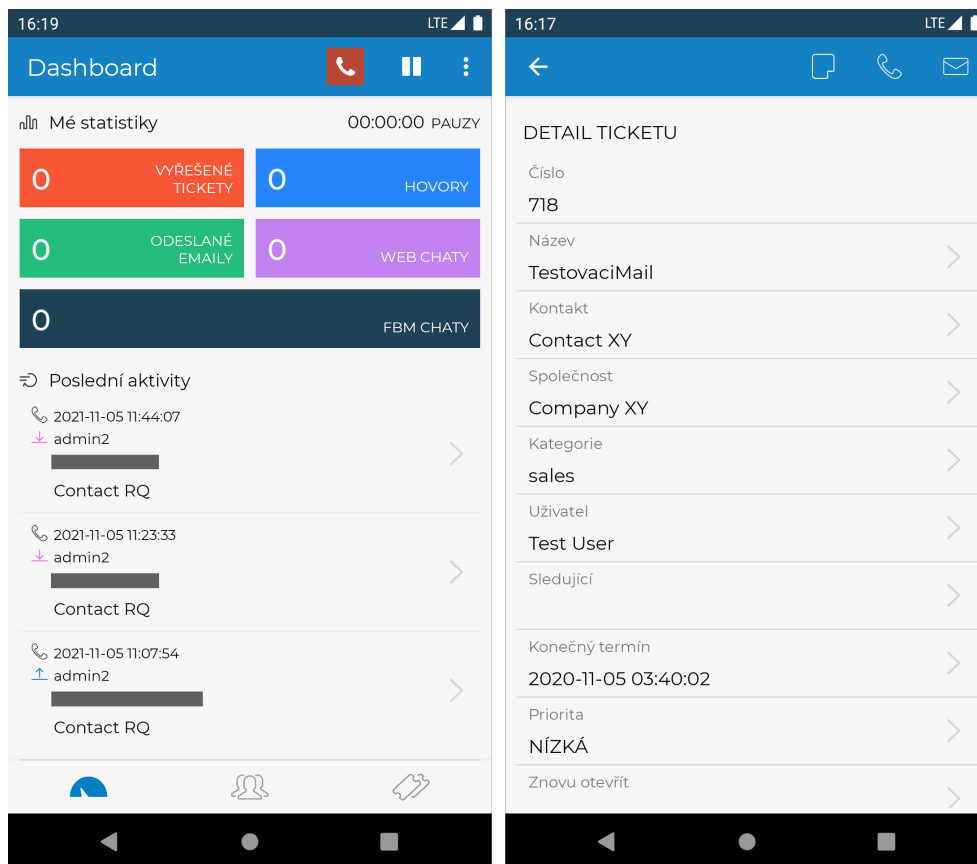 16:19
LTE
Dashboard
Mé statistiky
00:00:00 PAUZY
0
VYŘEŠENÉ
TICKETY
0
HOVORY
0
ODESLANÉ
EMAILY
0
WEB CHATY
0
FBM CHATY
Poslední aktivity
2021-11-05 11:44:07
admin2
Contact RQ
2021-11-05 11:23:33
admin2
Contact RQ
2021-11-05 11:07:54
admin2
Contact RQ
16:17
LTE
DETAIL TICKETU
Číslo
718
Název
TestovaciMail
Kontakt
Contact XY
Společnost
Company XY
Kategorie
sales
Uživatel
Test User
Sledující
Konečný termín
2020-11-05 03:40:02
Priorita
NÍZKÁ
Znovu otevřít